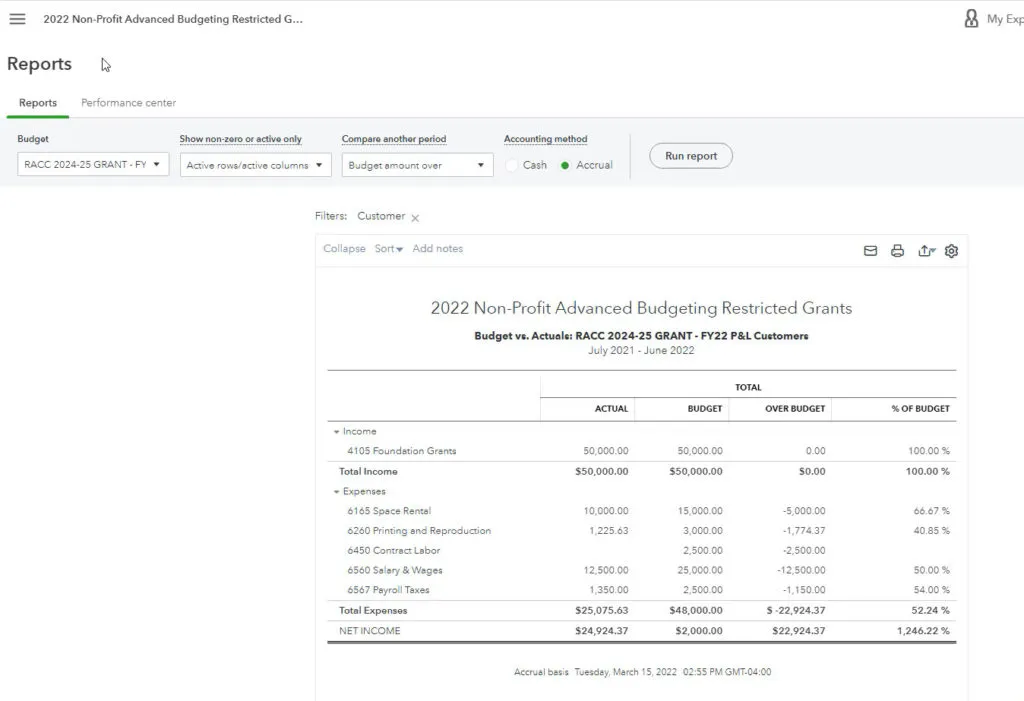 2022 Non-Profit Advanced Budgeting Restricted G...
My Exp
Reports
Reports Performance center
Budget Show non-zero or active only Compare another period Accounting method
RACC 2024-25 GRANT - FY Active rows/active columns Budget amount over Cash Accrual Run report
Filters: Customer
Collapse Sort Add notes
2022 Non-Profit Advanced Budgeting Restricted Grants
Budget vs. Actuals: RACC 2024-25 GRANT - FY22 P&L Customers
July 2021 - June 2022
TOTAL
ACTUAL BUDGET OVER BUDGET % OF BUDGET
Income
4105 Foundation Grants 50,000.00 50,000.00 0.00 100.00 %
Total Income $50,000.00 $50,000.00 $0.00 100.00 %
Expenses
6165 Space Rental 10,000.00 15,000.00 -5,000.00 66.67 %
6260 Printing and Reproduction 1,225.63 3,000.00 -1,774.37 40.85 %
6450 Contract Labor 2,500.00 -2,500.00
6560 Salary & Wages 12,500.00 25,000.00 -12,500.00 50.00 %
6567 Payroll Taxes 1,350.00 2,500.00 -1,150.00 54.00 %
Total Expenses $25,075.63 $48,000.00 $ -22,924.37 52.24 %
NET INCOME $24,924.37 $2,000.00 $22,924.37 1,246.22 %
Accrual basis Tuesday, March 15, 2022 02:55 PM GMT-04:00